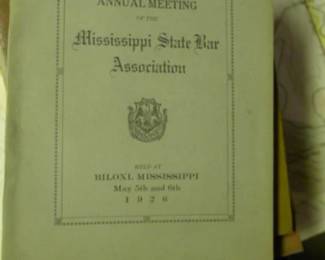 ANNUAL MEETING
OF THE
Mississippi State Bar
Association
HELD AT
BILOXI, MISSISSIPPI
May 5th and 6th
1926